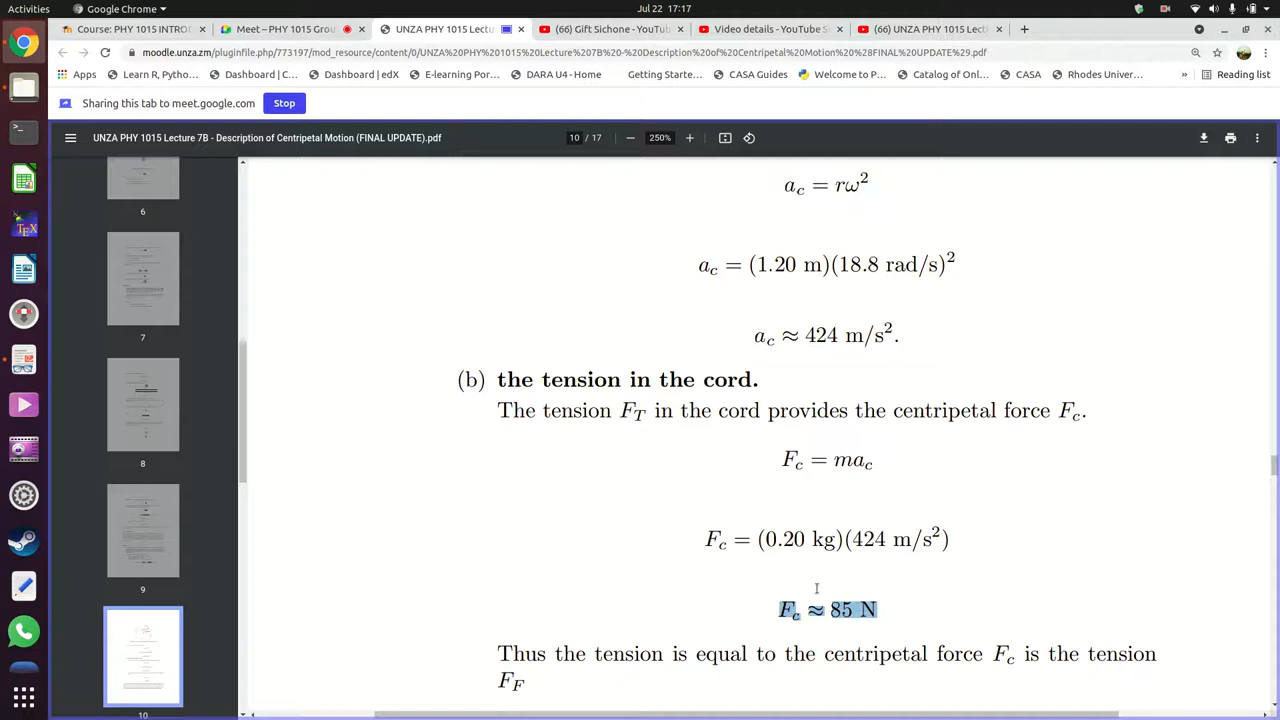 Activities
Google Chrome
Jul 22 17:17
Course: PHY 1015 INTROD
Meet – PHY 1015 Grou
UNZA PHY 1015 Lectu
(66) Gift Sichone - YouTub
Video details - YouTube S
(66) UNZA PHY 1015 Lect
moodle.unza.zm/pluginfile.php/773197/mod_resource/content/0/UNZA%20PHY%201015%20Lecture%207B%20-%20Description%20of%20Centripetal%20Motion%20%28FINAL%20UPDATE%29.pdf
Apps
Learn R, Pytho...
Dashboard | C...
Dashboard | edX
E-learning Por...
DARA U4 - Home
Getting Starte...
CASA Guides
Welcome to P...
Catalog of Onl...
CASA
Rhodes Univer...
»
Reading list
Sharing this tab to meet.google.com
Stop
UNZA PHY 1015 Lecture 7B - Description of Centripetal Motion (FINAL UPDATE).pdf
10 / 17
250%
6
7
8
9
10
a_c = rω²
a_c = (1.20 m)(18.8 rad/s)²
a_c ≈ 424 m/s².
(b) the tension in the cord.
The tension F_T in the cord provides the centripetal force F_c.
F_c = ma_c
F_c = (0.20 kg)(424 m/s²)
F_c ≈ 85 N
Thus the tension is equal to the centripetal force F_c is the tension
F_F